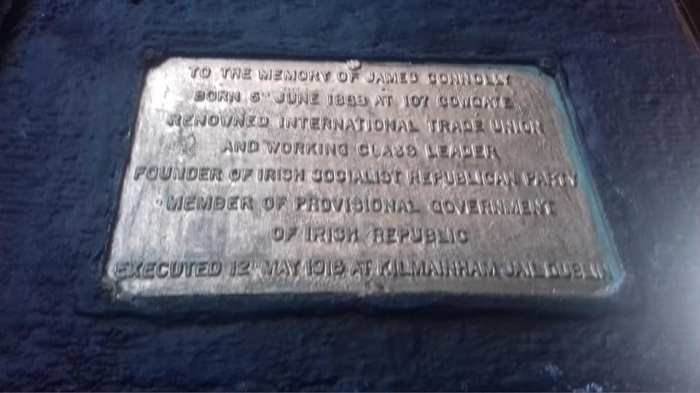 TO THE MEMORY OF JAMES CONNOLLY
BORN 5TH JUNE 1868 AT 107 COWGATE
RENOWNED INTERNATIONAL TRADE UNION
AND WORKING CLASS LEADER
FOUNDER OF IRISH SOCIALIST REPUBLICAN PARTY
MEMBER OF PROVISIONAL GOVERNMENT
OF IRISH REPUBLIC
EXECUTED 12TH MAY 1916 AT KILMAINHAM JAIL DUBLIN